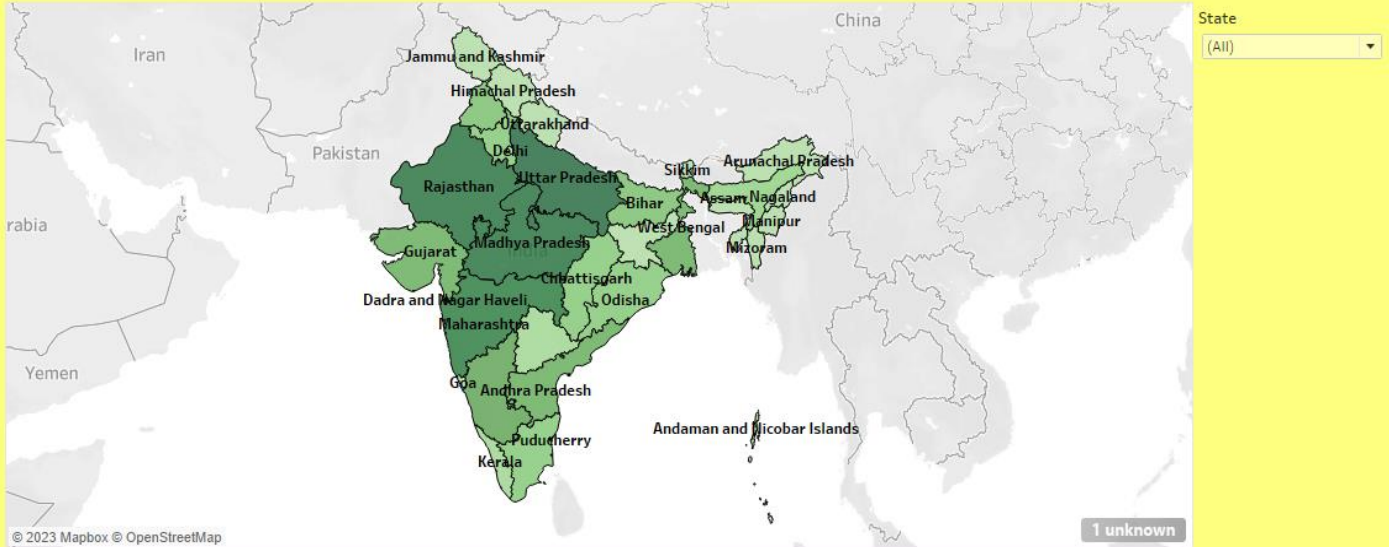 China
State
(All)
Iran
Jammu and Kashmir
Himachal Pradesh
Uttarakhand
Pakistan
Delhi
Sikkim
Arunachal Pradesh
Rajasthan
Uttar Pradesh
Bihar
Assam
Nagaland
rabia
West Bengal
Manipur
Gujarat
Madhya Pradesh
India
Mizoram
Chhattisgarh
Dadra and Nagar Haveli
Odisha
Maharashtra
Yemen
Goa
Andhra Pradesh
Andaman and Nicobar Islands
Puducherry
Kerala
© 2023 Mapbox © OpenStreetMap
1 unknown